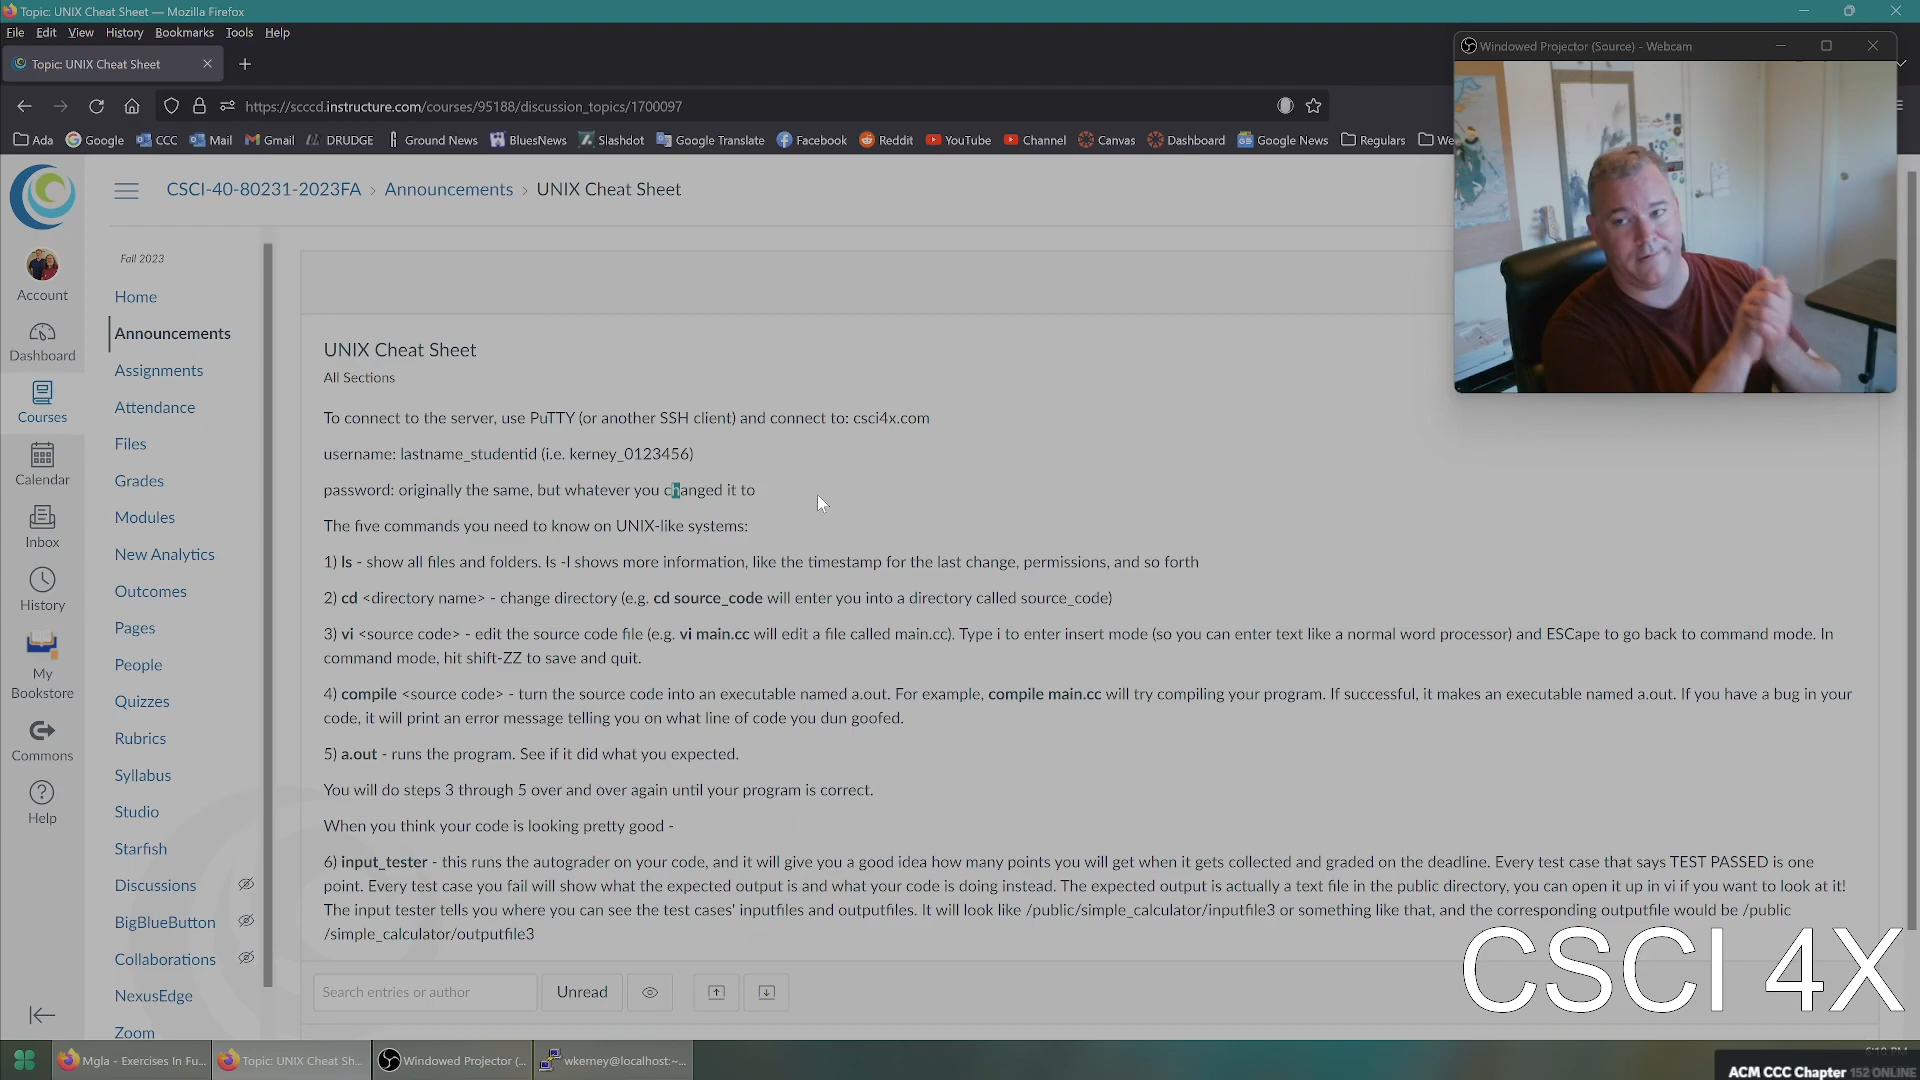 Topic: UNIX Cheat Sheet — Mozilla Firefox
File Edit View History Bookmarks Tools Help
Topic: UNIX Cheat Sheet
https://scccd.instructure.com/courses/95188/discussion_topics/1700097
Ada Google CCC Mail Gmail DRUDGE Ground News BluesNews Slashdot Google Translate Facebook Reddit YouTube Channel Canvas Dashboard Google News Regulars We
Windowed Projector (Source) - Webcam
CSCI-40-80231-2023FA > Announcements > UNIX Cheat Sheet
Account
Dashboard
Courses
Calendar
Inbox
History
My
Bookstore
Commons
Help
Fall 2023
Home
Announcements
Assignments
Attendance
Files
Grades
Modules
New Analytics
Outcomes
Pages
People
Quizzes
Rubrics
Syllabus
Studio
Starfish
Discussions
BigBlueButton
Collaborations
NexusEdge
Zoom
UNIX Cheat Sheet
All Sections
To connect to the server, use PuTTY (or another SSH client) and connect to: csci4x.com
username: lastname_studentid (i.e. kerney_0123456)
password: originally the same, but whatever you changed it to
The five commands you need to know on UNIX-like systems:
1) ls - show all files and folders. ls -l shows more information, like the timestamp for the last change, permissions, and so forth
2) cd <directory name> - change directory (e.g. cd source_code will enter you into a directory called source_code)
3) vi <source code> - edit the source code file (e.g. vi main.cc will edit a file called main.cc). Type i to enter insert mode (so you can enter text like a normal word processor) and ESCape to go back to command mode. In
command mode, hit shift-ZZ to save and quit.
4) compile <source code> - turn the source code into an executable named a.out. For example, compile main.cc will try compiling your program. If successful, it makes an executable named a.out. If you have a bug in your
code, it will print an error message telling you on what line of code you dun goofed.
5) a.out - runs the program. See if it did what you expected.
You will do steps 3 through 5 over and over again until your program is correct.
When you think your code is looking pretty good -
6) input_tester - this runs the autograder on your code, and it will give you a good idea how many points you will get when it gets collected and graded on the deadline. Every test case that says TEST PASSED is one
point. Every test case you fail will show what the expected output is and what your code is doing instead. The expected output is actually a text file in the public directory, you can open it up in vi if you want to look at it!
The input tester tells you where you can see the test cases' inputfiles and outputfiles. It will look like /public/simple_calculator/inputfile3 or something like that, and the corresponding outputfile would be /public
/simple_calculator/outputfile3
Search entries or author Unread
CSCI 4X
Mgla - Exercises In Fu... Topic: UNIX Cheat Sh... Windowed Projector (... wkerney@localhost:~...
6:10 PM
ACM CCC Chapter 152 ONLINE